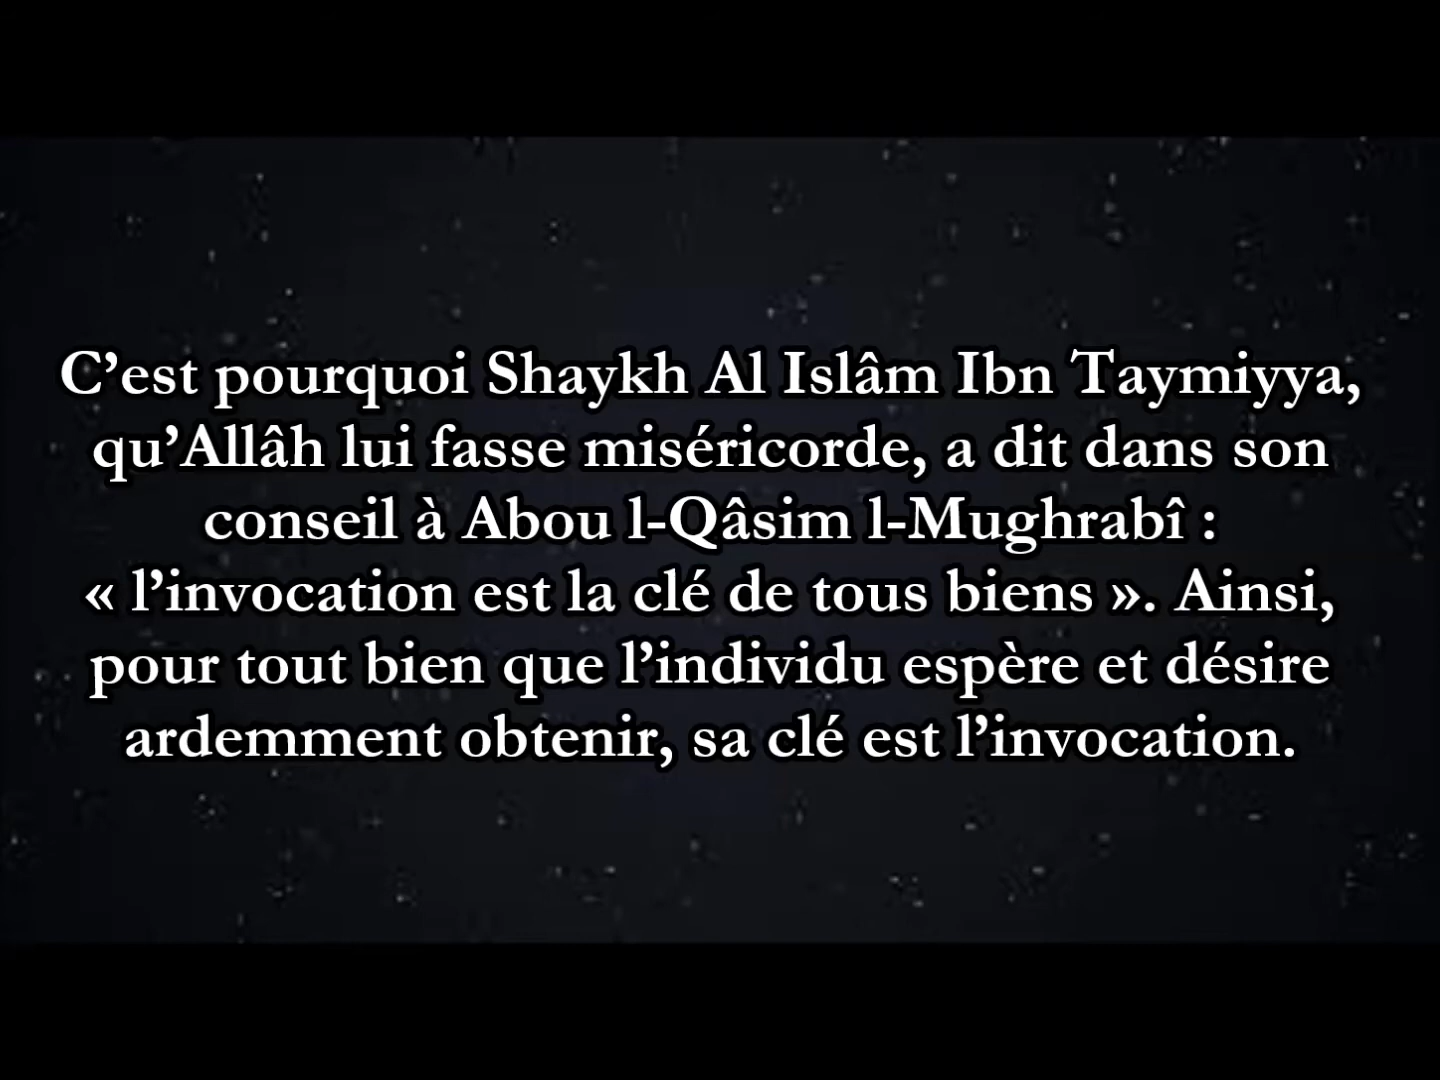 C’est pourquoi Shaykh Al Islâm Ibn Taymiyya,
qu’Allâh lui fasse miséricorde, a dit dans son
conseil à Abou l-Qâsim l-Mughrabî :
« l’invocation est la clé de tous biens ». Ainsi,
pour tout bien que l’individu espère et désire
ardemment obtenir, sa clé est l’invocation.